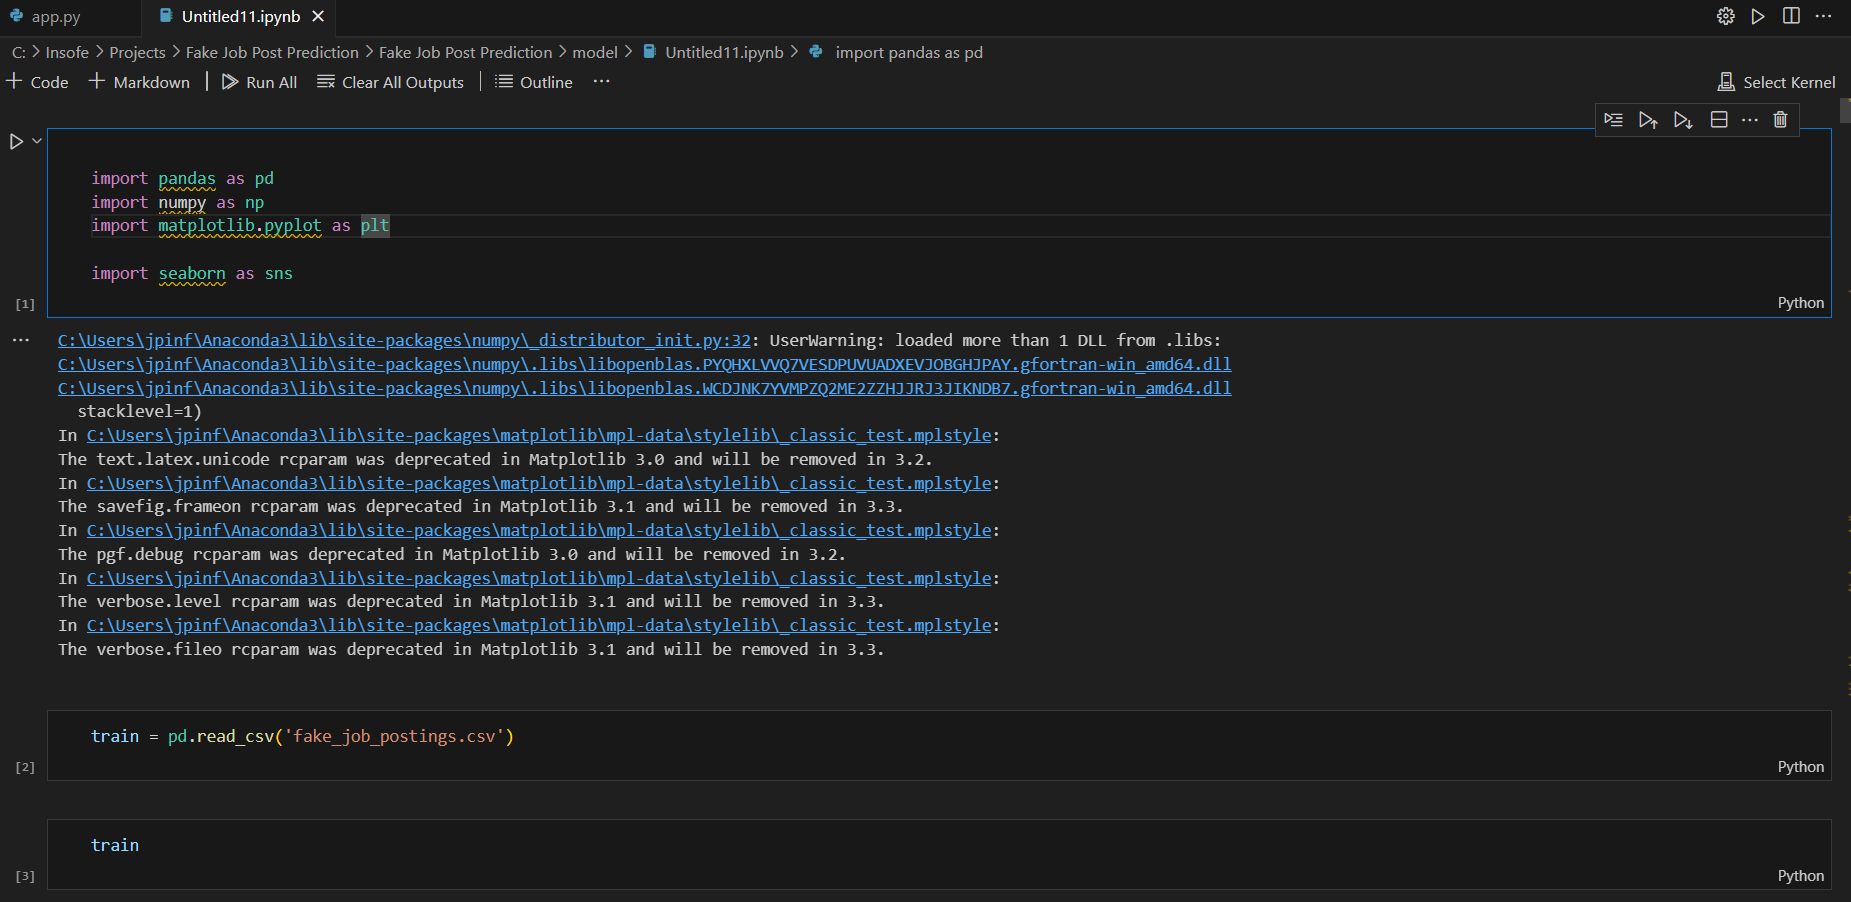 app.py
Untitled11.ipynb
C: > Insofe > Projects > Fake Job Post Prediction > Fake Job Post Prediction > model > Untitled11.ipynb > import pandas as pd
+ Code + Markdown | Run All Clear All Outputs | Outline ...
Select Kernel
import pandas as pd
import numpy as np
import matplotlib.pyplot as plt
import seaborn as sns
[1]
Python
C:\Users\jpinf\Anaconda3\lib\site-packages\numpy\_distributor_init.py:32: UserWarning: loaded more than 1 DLL from .libs:
C:\Users\jpinf\Anaconda3\lib\site-packages\numpy\.libs\libopenblas.PYQHXLVVQ7VESDPUVUADXEVJOBGHJPAY.gfortran-win_amd64.dll
C:\Users\jpinf\Anaconda3\lib\site-packages\numpy\.libs\libopenblas.WCDJNK7YVMPZQ2ME2ZZHJJRJ3JIKNDB7.gfortran-win_amd64.dll
stacklevel=1)
In C:\Users\jpinf\Anaconda3\lib\site-packages\matplotlib\mpl-data\stylelib\_classic_test.mplstyle:
The text.latex.unicode rcparam was deprecated in Matplotlib 3.0 and will be removed in 3.2.
In C:\Users\jpinf\Anaconda3\lib\site-packages\matplotlib\mpl-data\stylelib\_classic_test.mplstyle:
The savefig.frameon rcparam was deprecated in Matplotlib 3.1 and will be removed in 3.3.
In C:\Users\jpinf\Anaconda3\lib\site-packages\matplotlib\mpl-data\stylelib\_classic_test.mplstyle:
The pgf.debug rcparam was deprecated in Matplotlib 3.0 and will be removed in 3.2.
In C:\Users\jpinf\Anaconda3\lib\site-packages\matplotlib\mpl-data\stylelib\_classic_test.mplstyle:
The verbose.level rcparam was deprecated in Matplotlib 3.1 and will be removed in 3.3.
In C:\Users\jpinf\Anaconda3\lib\site-packages\matplotlib\mpl-data\stylelib\_classic_test.mplstyle:
The verbose.fileo rcparam was deprecated in Matplotlib 3.1 and will be removed in 3.3.
train = pd.read_csv('fake_job_postings.csv')
[2]
Python
train
[3]
Python